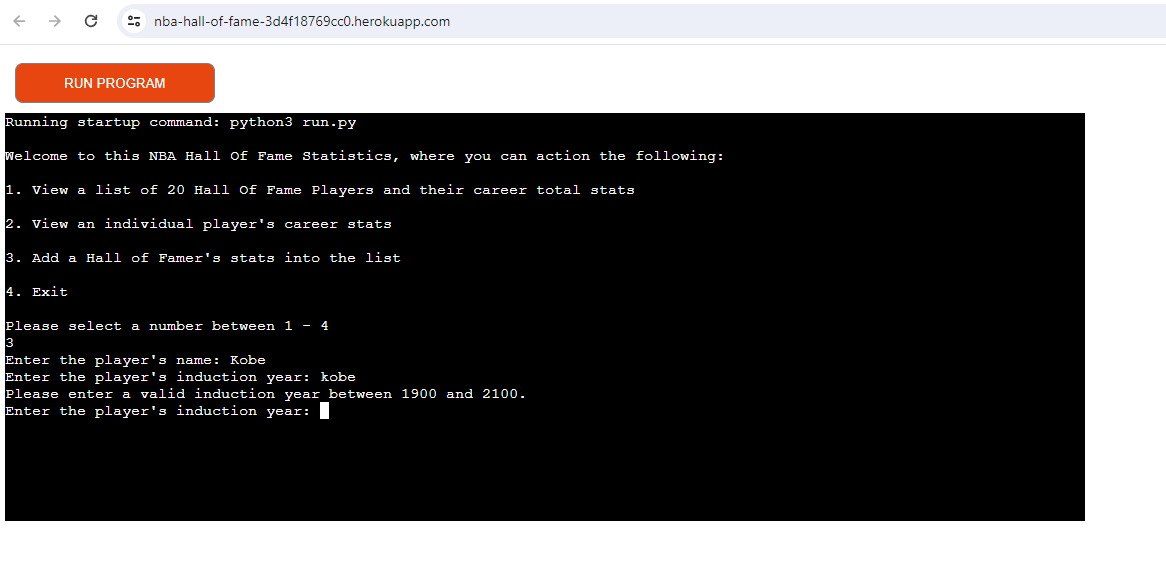 nba-hall-of-fame-3d4f18769cc0.herokuapp.com
RUN PROGRAM
Running startup command: python3 run.py
Welcome to this NBA Hall Of Fame Statistics, where you can action the following:
1. View a list of 20 Hall Of Fame Players and their career total stats
2. View an individual player's career stats
3. Add a Hall of Famer's stats into the list
4. Exit
Please select a number between 1 - 4
3
Enter the player's name: Kobe
Enter the player's induction year: kobe
Please enter a valid induction year between 1900 and 2100.
Enter the player's induction year: